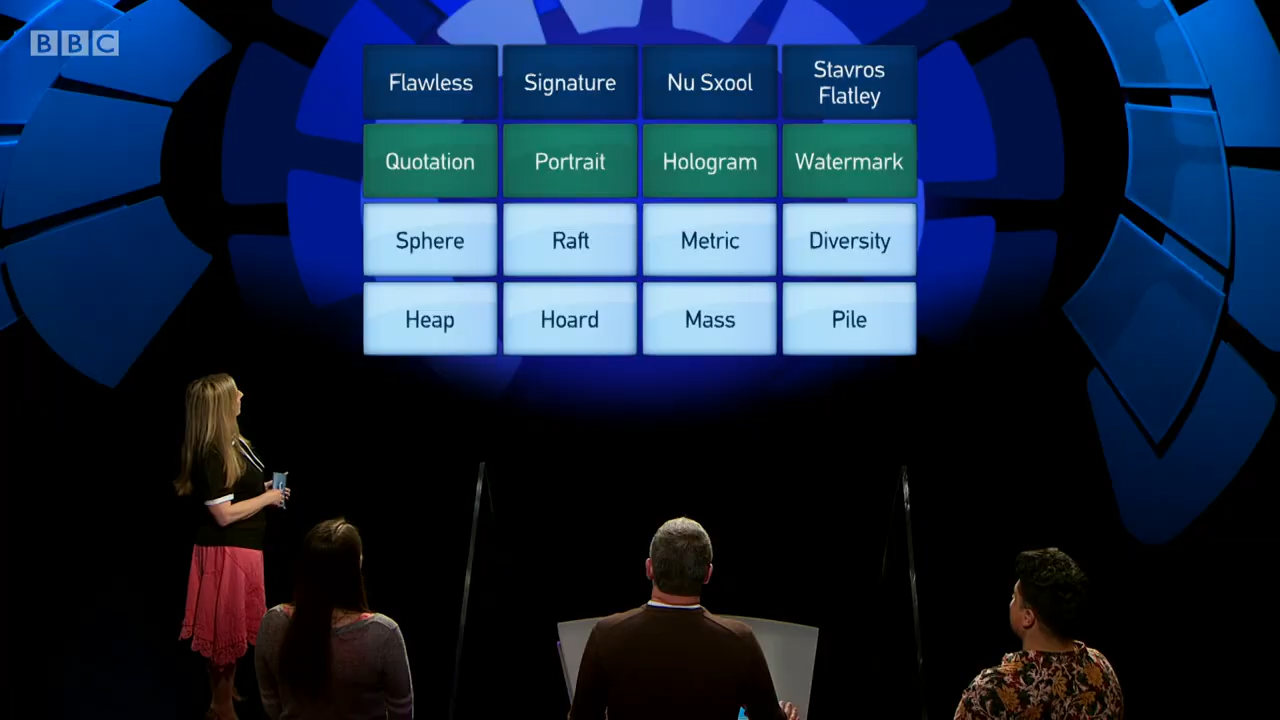 BBC
Flawless
Signature
Nu Sxool
Stavros
Flatley
Quotation
Portrait
Hologram
Watermark
Sphere
Raft
Metric
Diversity
Heap
Hoard
Mass
Pile